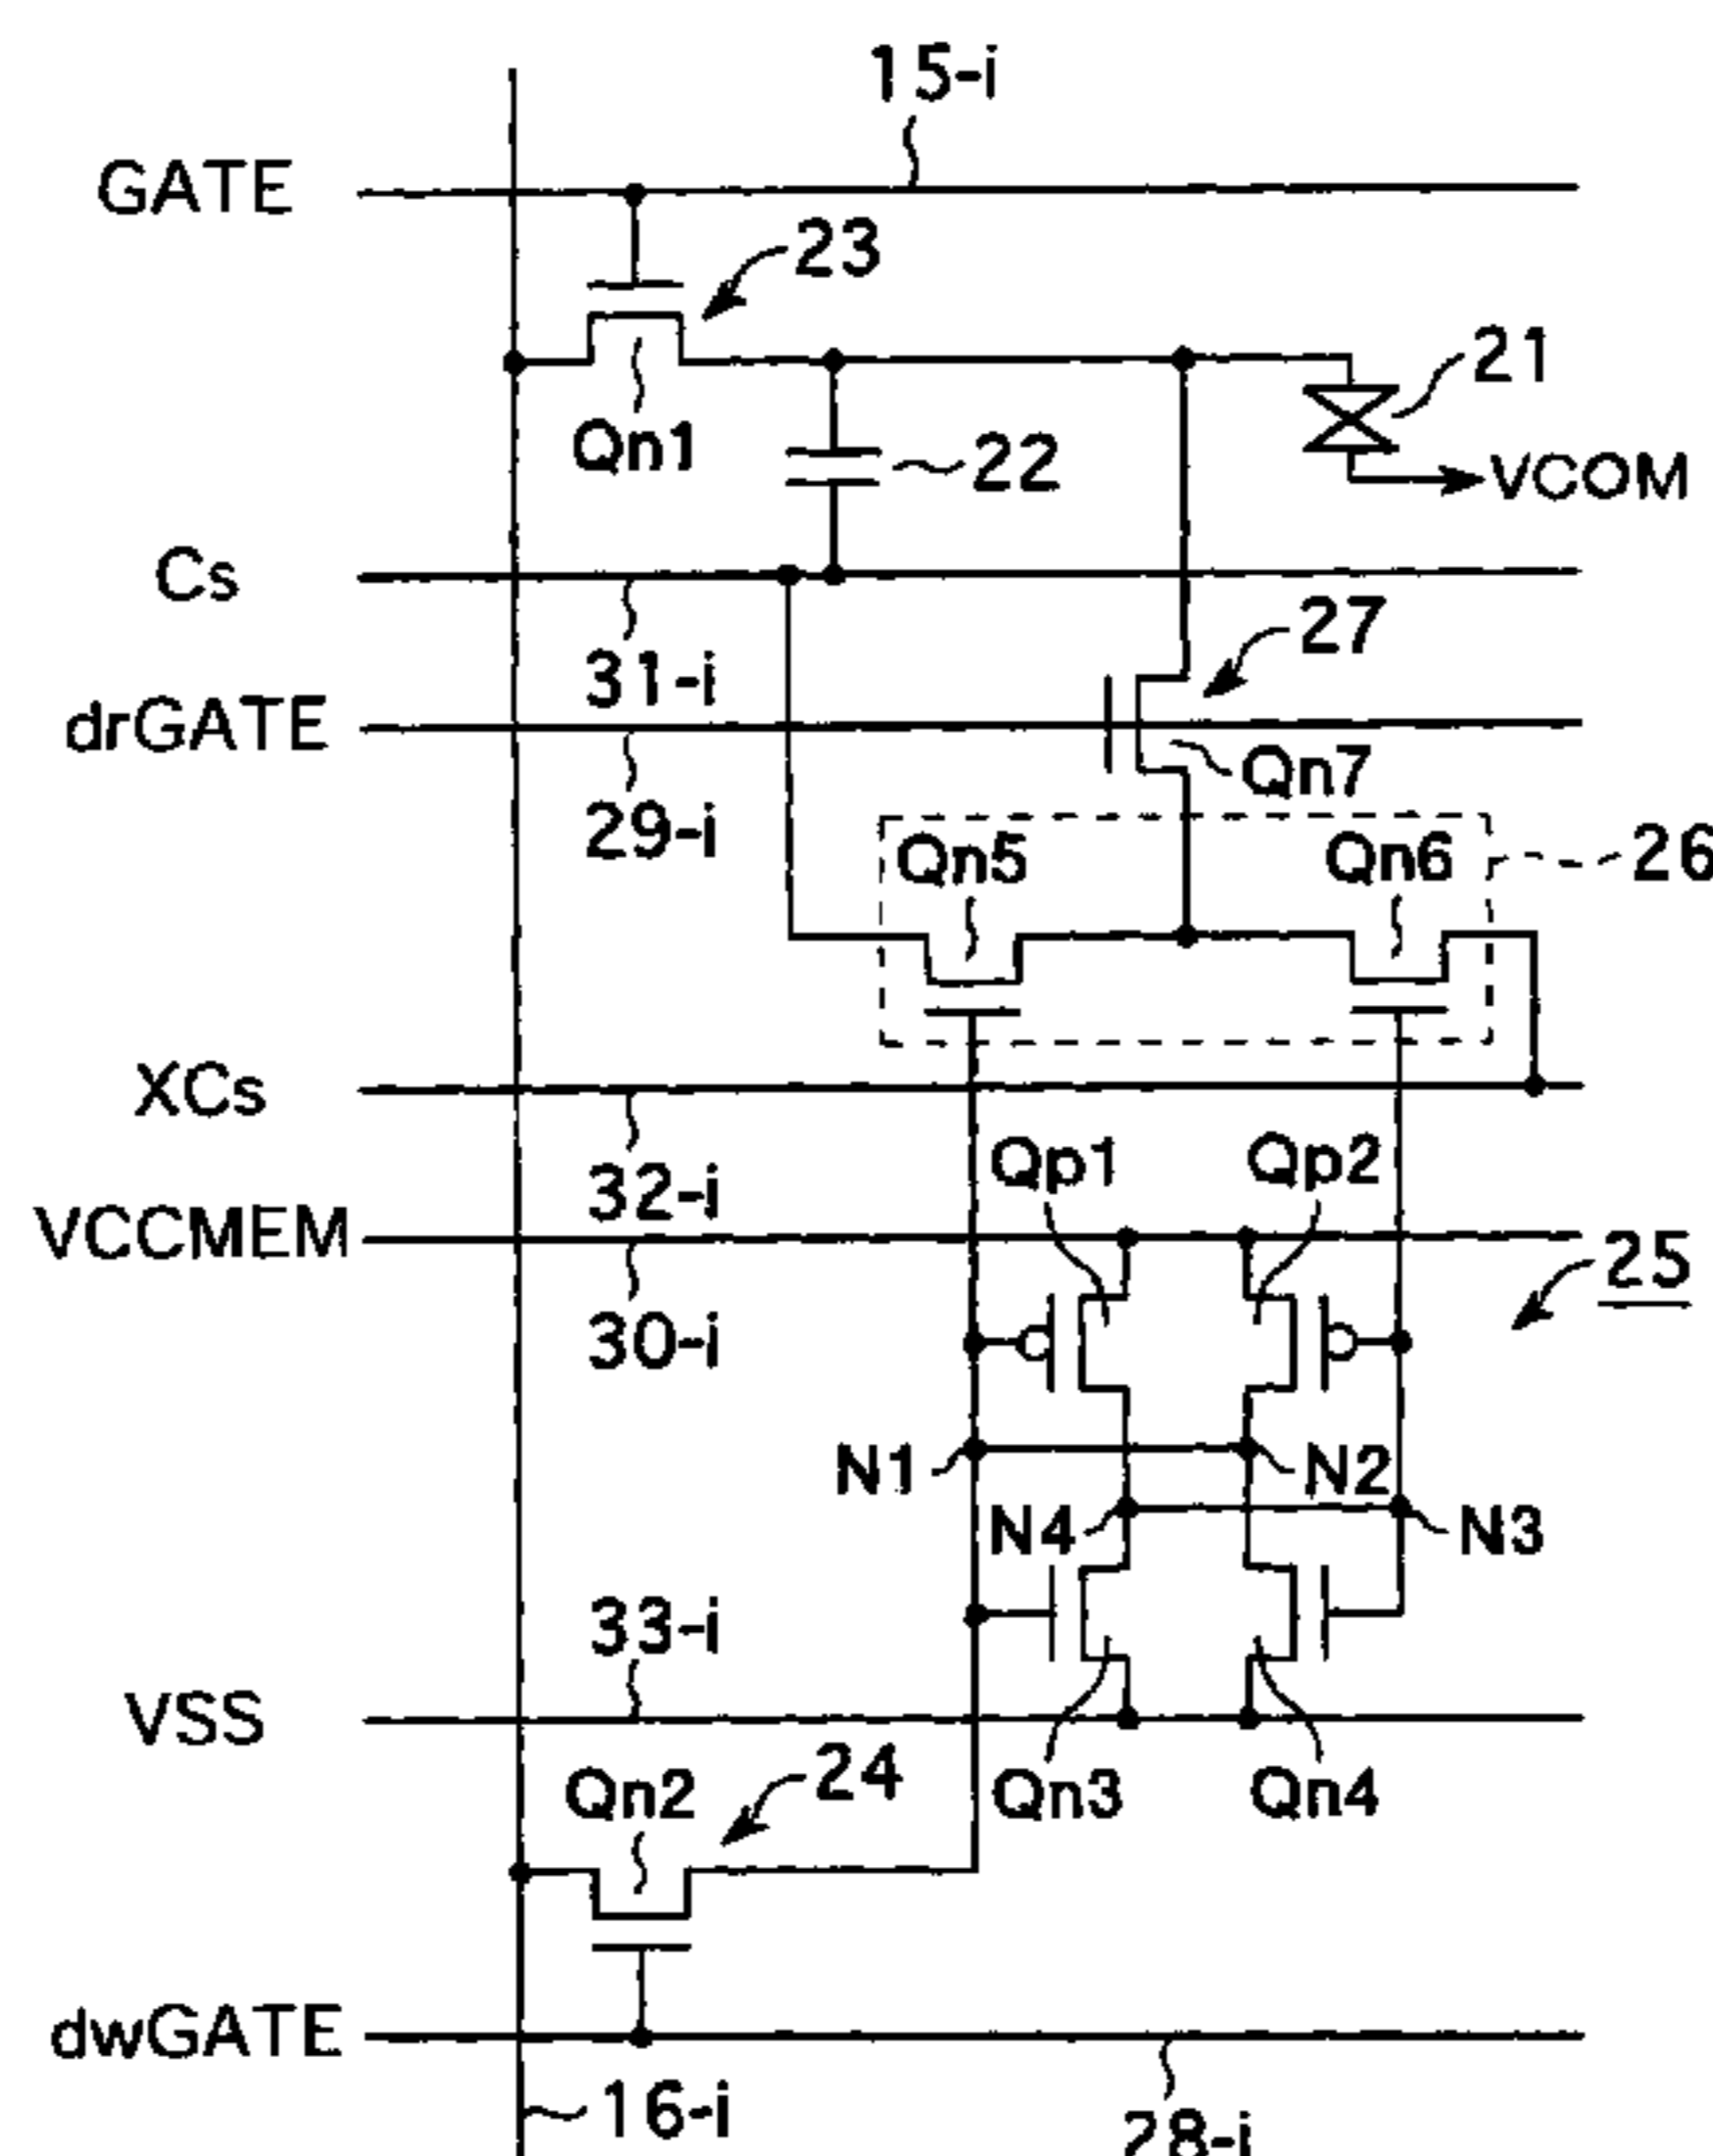 15-i
GATE
23
21
Qn1
22
VCOM
Cs
27
31-i
drGATE
Qn7
29-i
Qn5
Qn6
26
XCs
Qp1
Qp2
32-i
VCCMEM
25
30-i
N1
N2
N4
N3
33-i
VSS
24
Qn2
Qn3
Qn4
dwGATE
16-i
28-i